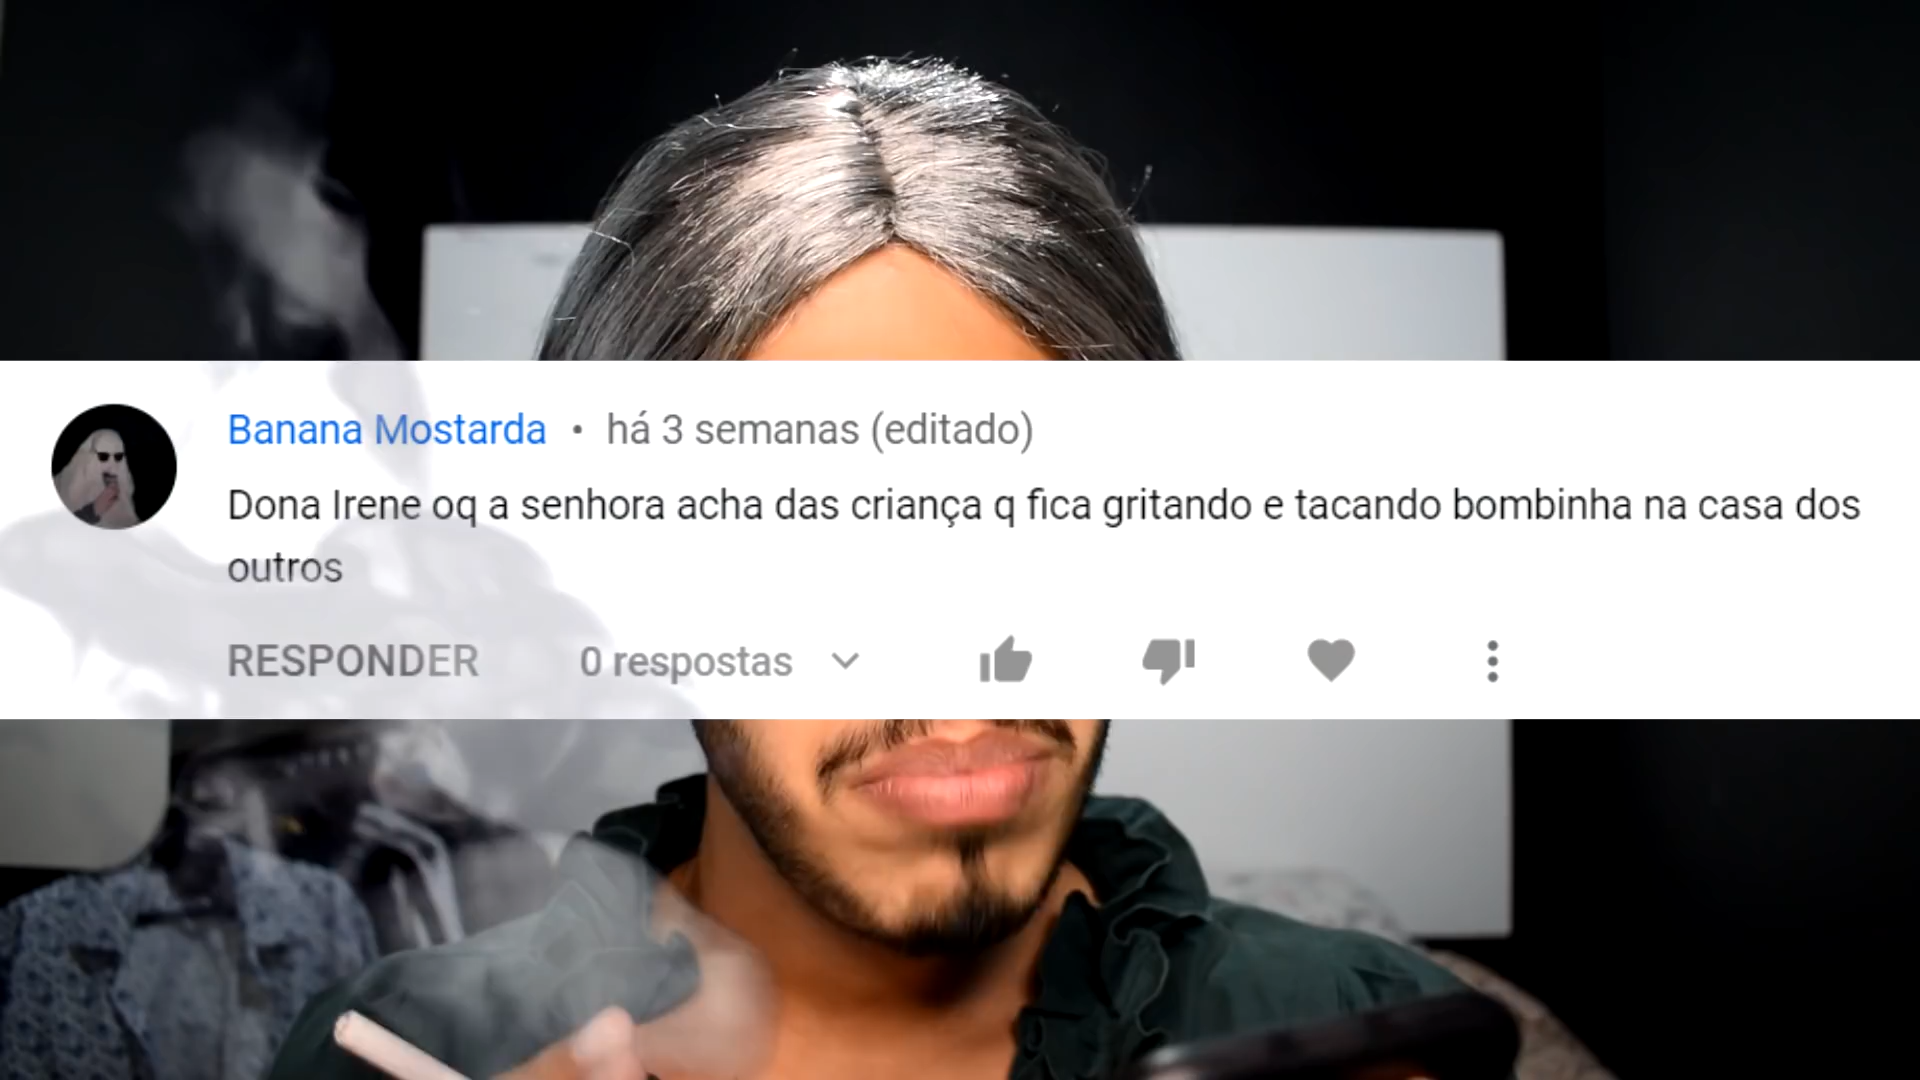 Banana Mostarda • há 3 semanas (editado)
Dona Irene oq a senhora acha das criança q fica gritando e tacando bombinha na casa dos
outros
RESPONDER 0 respostas